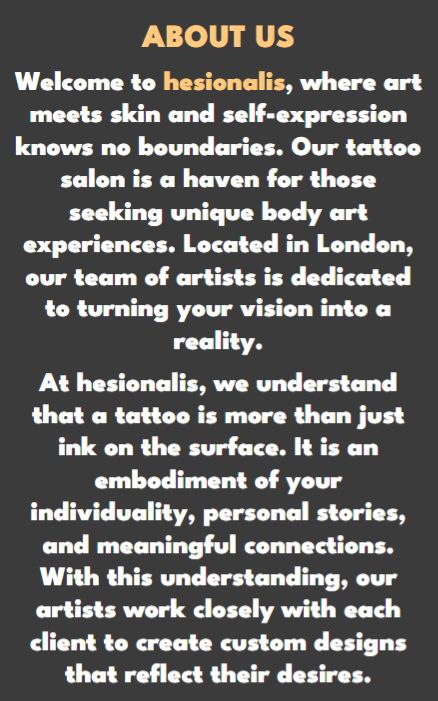 ABOUT US
Welcome to hesionalis, where art
meets skin and self-expression
knows no boundaries. Our tattoo
salon is a haven for those
seeking unique body art
experiences. Located in London,
our team of artists is dedicated
to turning your vision into a
reality.
At hesionalis, we understand
that a tattoo is more than just
ink on the surface. It is an
embodiment of your
individuality, personal stories,
and meaningful connections.
With this understanding, our
artists work closely with each
client to create custom designs
that reflect their desires.